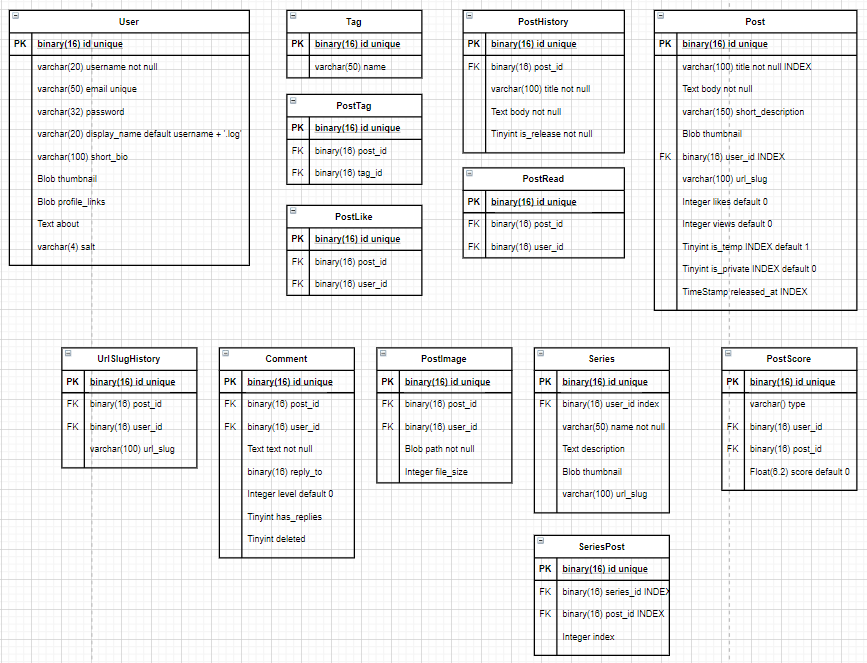 User
PK binary(16) id unique
varchar(20) username not null
varchar(50) email unique
varchar(32) password
varchar(20) display_name default username + '.log'
varchar(100) short_bio
Blob thumbnail
Blob profile_links
Text about
varchar(4) salt
Tag
PK binary(16) id unique
varchar(50) name
PostTag
PK binary(16) id unique
FK binary(16) post_id
FK binary(16) tag_id
PostLike
PK binary(16) id unique
FK binary(16) post_id
FK binary(16) user_id
PostHistory
PK binary(16) id unique
FK binary(16) post_id
varchar(100) title not null
Text body not null
Tinyint is_release not null
PostRead
PK binary(16) id unique
FK binary(16) post_id
FK binary(16) user_id
Post
PK binary(16) id unique
varchar(100) title not null INDEX
Text body not null
varchar(150) short_description
Blob thumbnail
FK binary(16) user_id INDEX
varchar(100) url_slug
Integer likes default 0
Integer views default 0
Tinyint is_temp INDEX default 1
Tinyint is_private INDEX default 0
TimeStamp released_at INDEX
UrlSlugHistory
PK binary(16) id unique
FK binary(16) post_id
FK binary(16) user_id
varchar(100) url_slug
Comment
PK binary(16) id unique
FK binary(16) post_id
FK binary(16) user_id
Text text not null
binary(16) reply_to
Integer level default 0
Tinyint has_replies
Tinyint deleted
PostImage
PK binary(16) id unique
FK binary(16) post_id
FK binary(16) user_id
Blob path not null
Integer file_size
Series
PK binary(16) id unique
FK binary(16) user_id index
varchar(50) name not null
Text description
Blob thumbnail
varchar(100) url_slug
PostScore
PK binary(16) id unique
varchar() type
FK binary(16) user_id
FK binary(16) post_id
Float(6.2) score default 0
SeriesPost
PK binary(16) id unique
FK binary(16) series_id INDEX
FK binary(16) post_id INDEX
Integer index